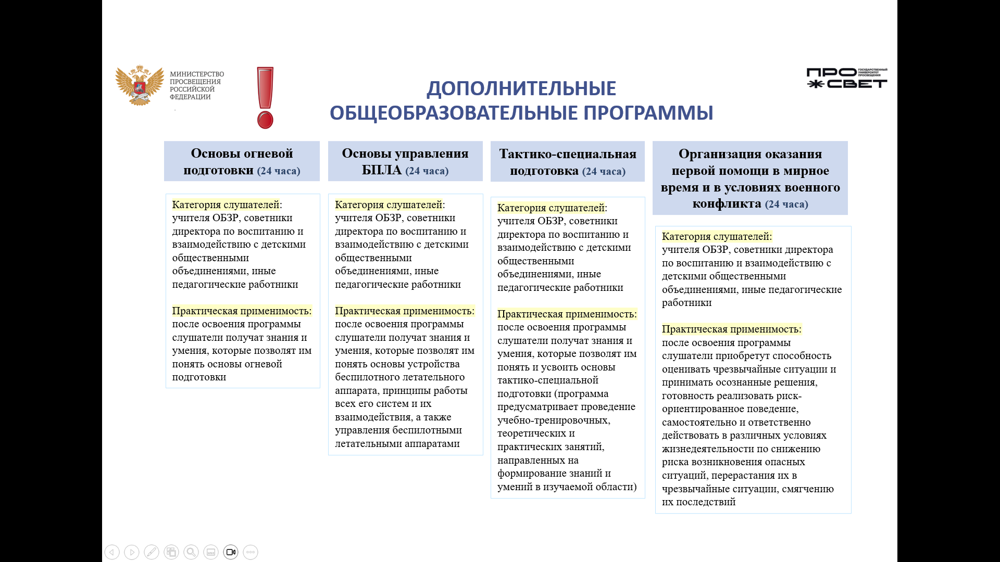 МИНИСТЕРСТВО
ПРОСВЕЩЕНИЯ
РОССИЙСКОЙ
ФЕДЕРАЦИИ
ДОПОЛНИТЕЛЬНЫЕ
ОБЩЕОБРАЗОВАТЕЛЬНЫЕ ПРОГРАММЫ
ПРО
СВЕТ
ГОСУДАРСТВЕННЫЙ
УНИВЕРСИТЕТ
ПРОСВЕЩЕНИЯ
Основы огневой
подготовки (24 часа)
Категория слушателей:
учителя ОБЗР, советники
директора по воспитанию и
взаимодействию с детскими
общественными
объединениями, иные
педагогические работники
Практическая применимость:
после освоения программы
слушатели получат знания и
умения, которые позволят им
понять основы огневой
подготовки
Основы управления
БПЛА (24 часа)
Категория слушателей:
учителя ОБЗР, советники
директора по воспитанию и
взаимодействию с детскими
общественными
объединениями, иные
педагогические работники
Практическая применимость:
после освоения программы
слушатели получат знания и
умения, которые позволят им
понять основы устройства
беспилотного летательного
аппарата, принципы работы
всех его систем и их
взаимодействия, а также
управления беспилотными
летательными аппаратами
Тактико-специальная
подготовка (24 часа)
Категория слушателей:
учителя ОБЗР, советники
директора по воспитанию и
взаимодействию с детскими
общественными
объединениями, иные
педагогические работники
Практическая применимость:
после освоения программы
слушатели получат знания и
умения, которые позволят им
понять и усвоить основы
тактико-специальной
подготовки (программа
предусматривает проведение
учебно-тренировочных,
теоретических и
практических занятий,
направленных на
формирование знаний и
умений в изучаемой области)
Организация оказания
первой помощи в мирное
время и в условиях военного
конфликта (24 часа)
Категория слушателей:
учителя ОБЗР, советники директора
по воспитанию и взаимодействию с
детскими общественными
объединениями, иные педагогические
работники
Практическая применимость:
после освоения программы
слушатели приобретут способность
оценивать чрезвычайные ситуации и
принимать осознанные решения,
готовность реализовать риск-
ориентированное поведение,
самостоятельно и ответственно
действовать в различных условиях
жизнедеятельности по снижению
риска возникновения опасных
ситуаций, перерастания их в
чрезвычайные ситуации, смягчению
их последствий